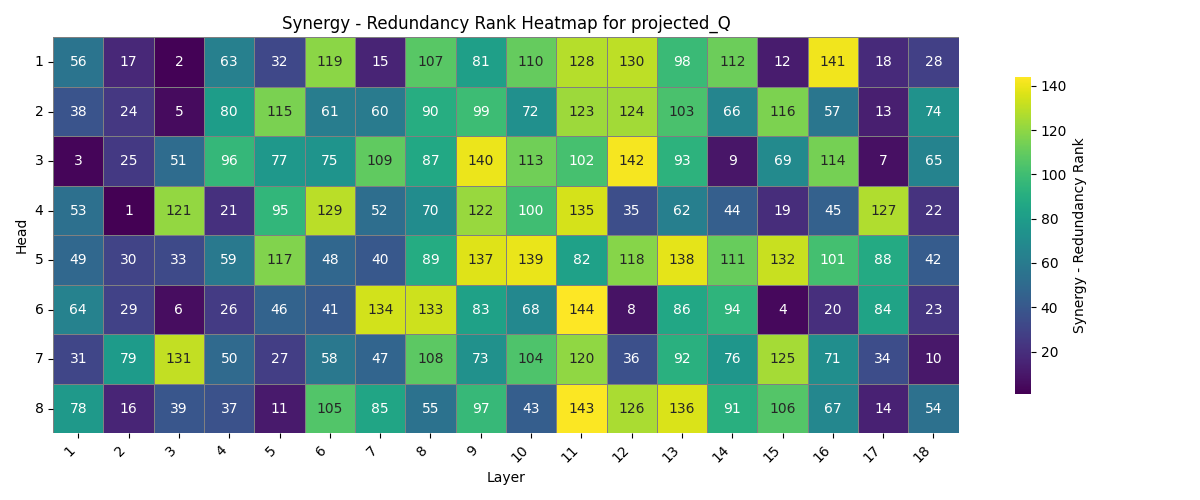 Synergy - Redundancy Rank Heatmap for projected_Q
1 56 17 2 63 32 119 15 107 81 110 128 130 98 112 12 141 18 28
2 38 24 5 80 115 61 60 90 99 72 123 124 103 66 116 57 13 74
3 3 25 51 96 77 75 109 87 140 113 102 142 93 9 69 114 7 65
4 53 1 121 21 95 129 52 70 122 100 135 35 62 44 19 45 127 22
5 49 30 33 59 117 48 40 89 137 139 82 118 138 111 132 101 88 42
6 64 29 6 26 46 41 134 133 83 68 144 8 86 94 4 20 84 23
7 31 79 131 50 27 58 47 108 73 104 120 36 92 76 125 71 34 10
8 78 16 39 37 11 105 85 55 97 43 143 126 136 91 106 67 14 54
1 2 3 4 5 6 7 8 9 10 11 12 13 14 15 16 17 18
Layer
Head
140
120
100
80
60
40
20
Synergy - Redundancy Rank